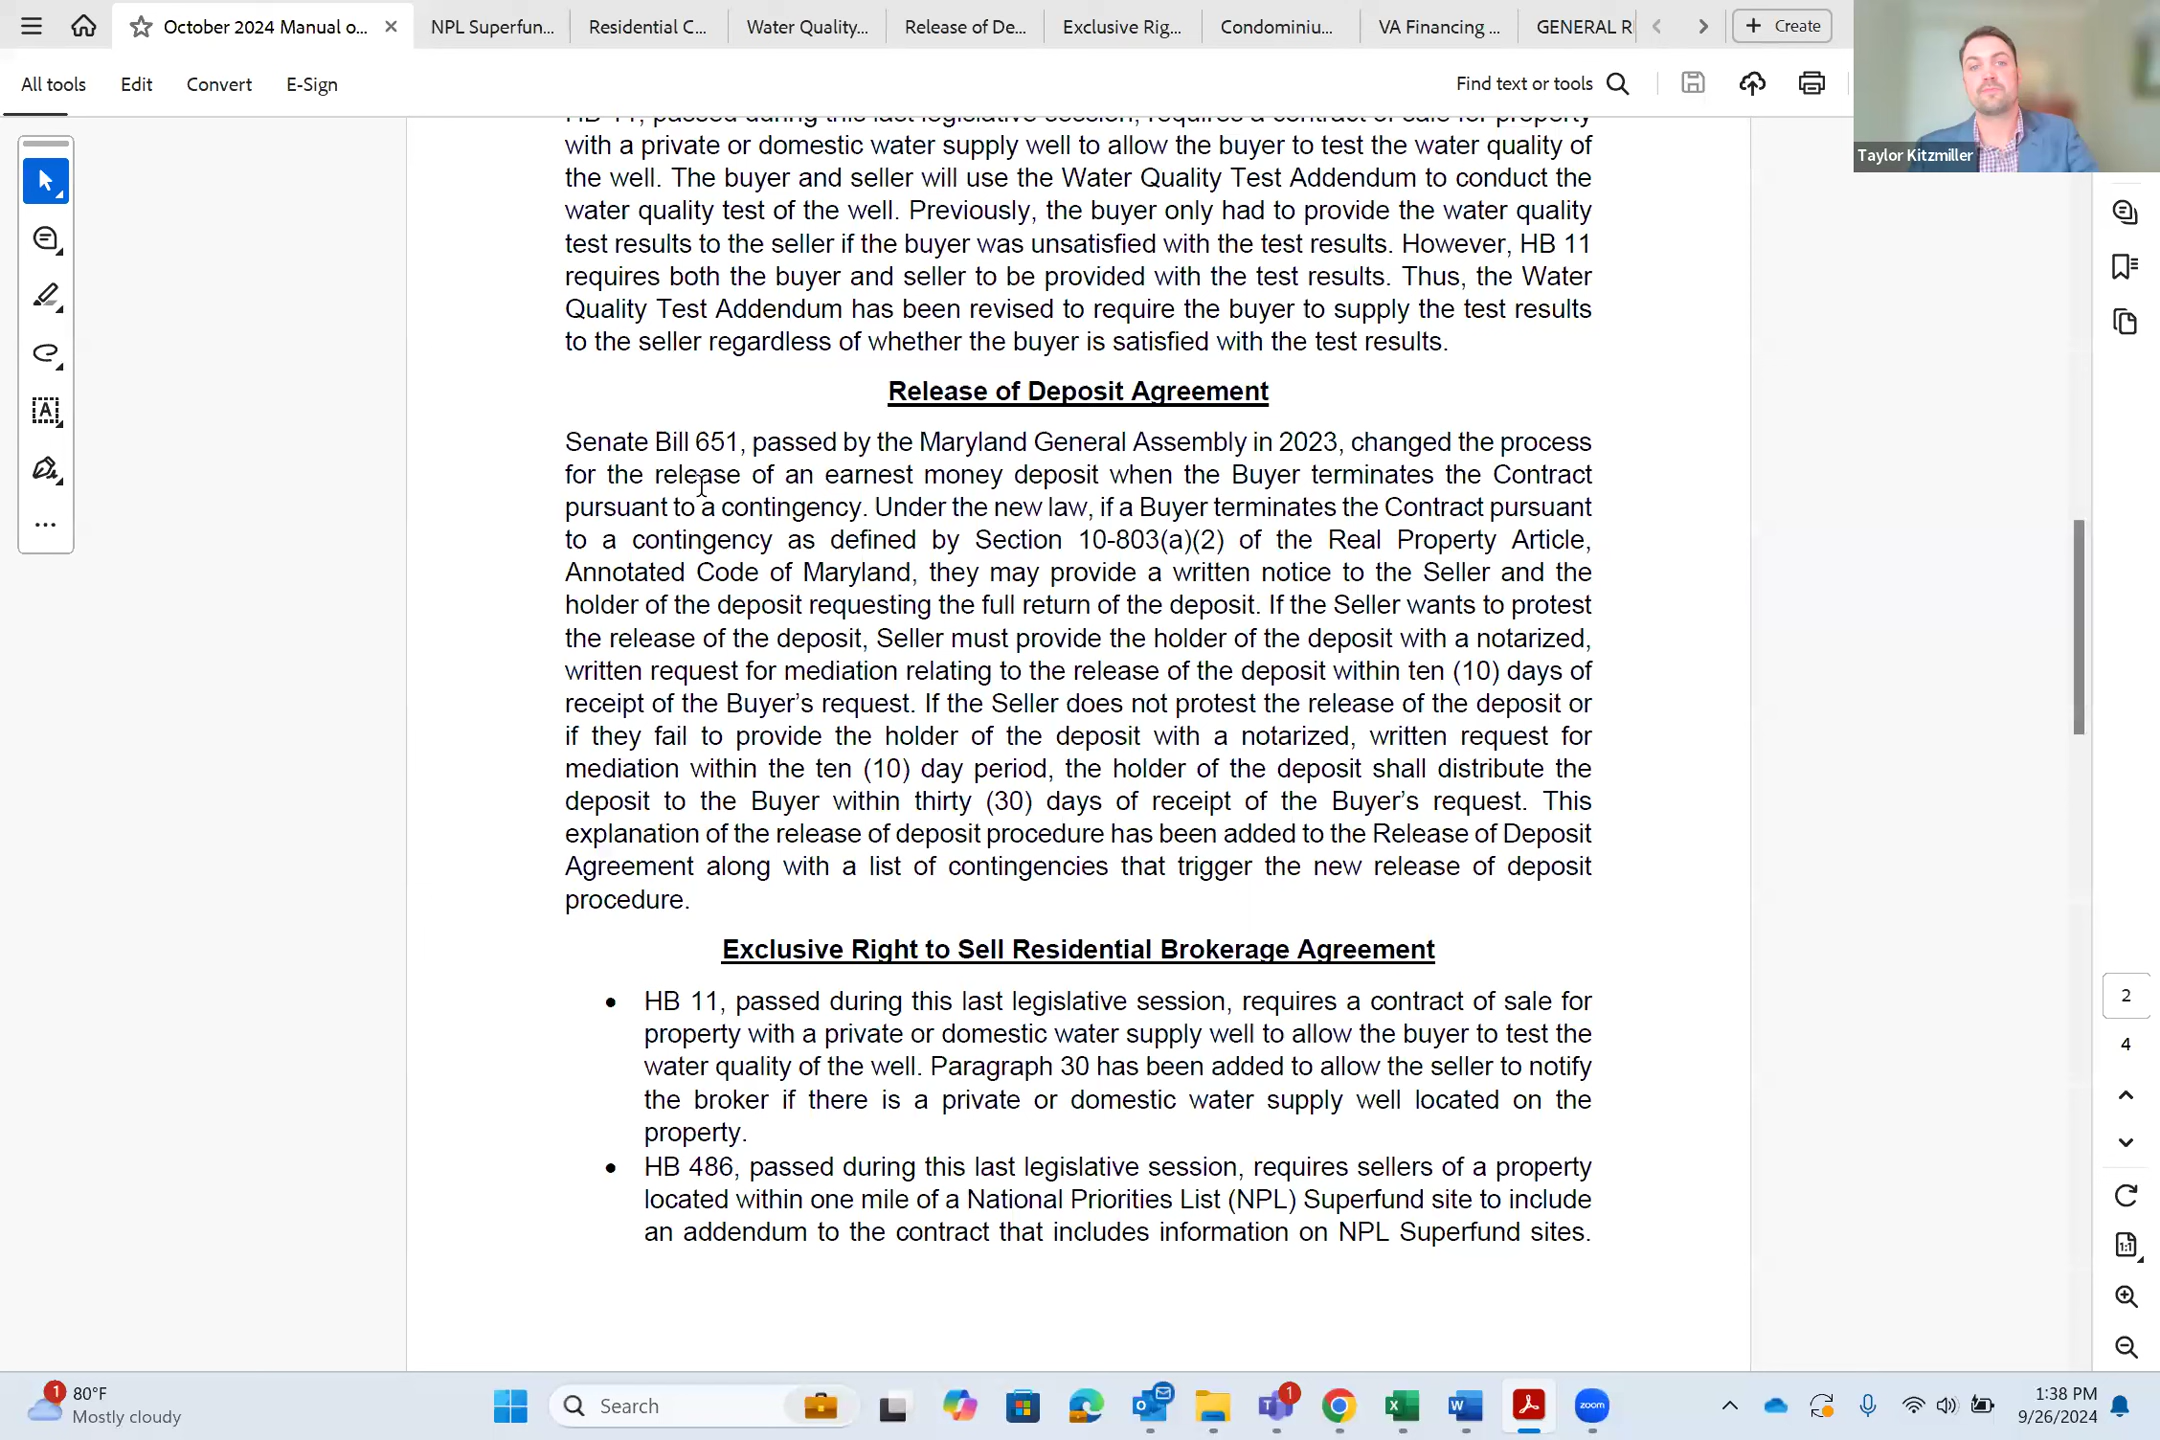 October 2024 Manual o...
NPL Superfun...
Residential C...
Water Quality...
Release of De...
Exclusive Rig...
Condominiu...
VA Financing ...
GENERAL R
Create
All tools
Edit
Convert
E-Sign
Find text or tools
Taylor Kitzmiller
HB 11, passed during this last legislative session, requires a contract of sale for property
with a private or domestic water supply well to allow the buyer to test the water quality of
the well. The buyer and seller will use the Water Quality Test Addendum to conduct the
water quality test of the well. Previously, the buyer only had to provide the water quality
test results to the seller if the buyer was unsatisfied with the test results. However, HB 11
requires both the buyer and seller to be provided with the test results. Thus, the Water
Quality Test Addendum has been revised to require the buyer to supply the test results
to the seller regardless of whether the buyer is satisfied with the test results.
Release of Deposit Agreement
Senate Bill 651, passed by the Maryland General Assembly in 2023, changed the process
for the release of an earnest money deposit when the Buyer terminates the Contract
pursuant to a contingency. Under the new law, if a Buyer terminates the Contract pursuant
to a contingency as defined by Section 10-803(a)(2) of the Real Property Article,
Annotated Code of Maryland, they may provide a written notice to the Seller and the
holder of the deposit requesting the full return of the deposit. If the Seller wants to protest
the release of the deposit, Seller must provide the holder of the deposit with a notarized,
written request for mediation relating to the release of the deposit within ten (10) days of
receipt of the Buyer’s request. If the Seller does not protest the release of the deposit or
if they fail to provide the holder of the deposit with a notarized, written request for
mediation within the ten (10) day period, the holder of the deposit shall distribute the
deposit to the Buyer within thirty (30) days of receipt of the Buyer’s request. This
explanation of the release of deposit procedure has been added to the Release of Deposit
Agreement along with a list of contingencies that trigger the new release of deposit
procedure.
Exclusive Right to Sell Residential Brokerage Agreement
• HB 11, passed during this last legislative session, requires a contract of sale for
property with a private or domestic water supply well to allow the buyer to test the
water quality of the well. Paragraph 30 has been added to allow the seller to notify
the broker if there is a private or domestic water supply well located on the
property.
• HB 486, passed during this last legislative session, requires sellers of a property
located within one mile of a National Priorities List (NPL) Superfund site to include
an addendum to the contract that includes information on NPL Superfund sites.
2
4
1
80°F
Mostly cloudy
Search
1
zoom
1:38 PM
9/26/2024